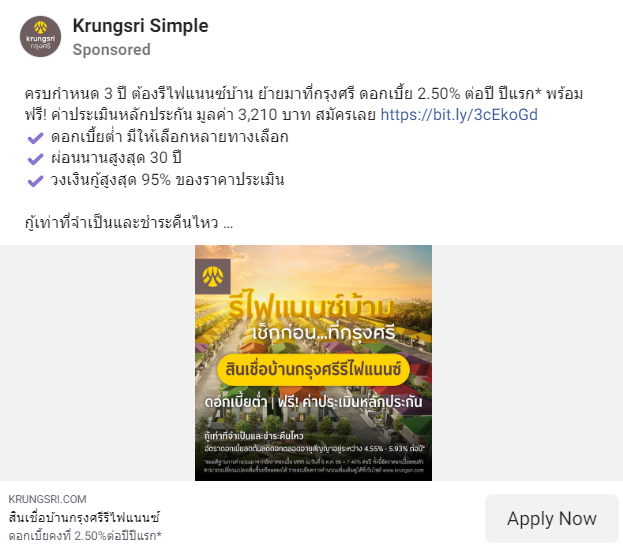 krungsri
กรุงศรี
Krungsri Simple
Sponsored
ครบกำหนด 3 ปี ต้องรีไฟแนนซ์บ้าน ย้ายมาที่กรุงศรี ดอกเบี้ย 2.50% ต่อปี ปีแรก* พร้อม
ฟรี! ค่าประเมินหลักประกัน มูลค่า 3,210 บาท สมัครเลย https://bit.ly/3cEkoGd
ดอกเบี้ยต่ำ มีให้เลือกหลายทางเลือก
ผ่อนนานสูงสุด 30 ปี
วงเงินกู้สูงสุด 95% ของราคาประเมิน
กู้เท่าที่จำเป็นและชำระคืนไหว ...
รีไฟแนนซ์บ้าน
เช็กก่อน...ที่กรุงศรี
สินเชื่อบ้านกรุงศรีรีไฟแนนซ์
ดอกเบี้ยต่ำ | ฟรี! ค่าประเมินหลักประกัน
กู้เท่าที่จำเป็นและชำระคืนไหว
อัตราดอกเบี้ยลดต้นลดดอกตลอดอายุสัญญาอยู่ระหว่าง 4.55% - 5.93% ต่อปี*
KRUNGSRI.COM
สินเชื่อบ้านกรุงศรีรีไฟแนนซ์
ดอกเบี้ยคงที่ 2.50%ต่อปีปีแรก*
Apply Now